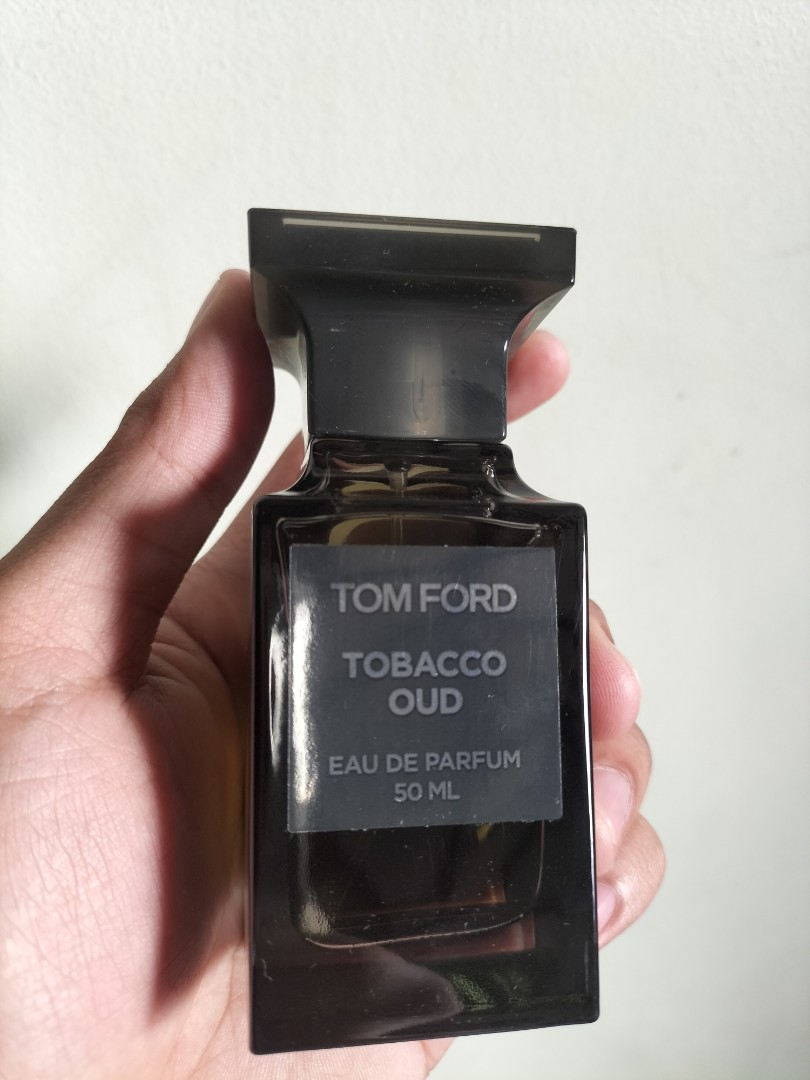 TOM FORD
TOBACCO
OUD
EAU DE PARFUM
50 ML